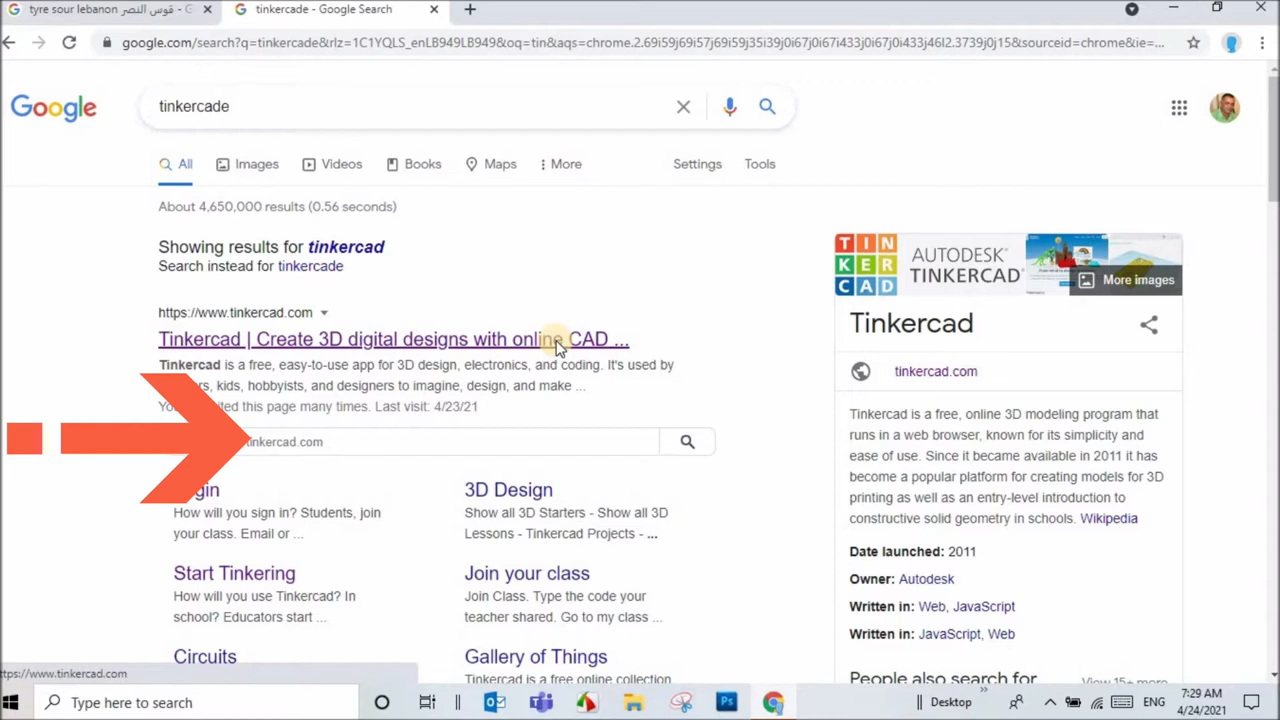 tyre sour lebanon قوس النصر - G
tinkercade - Google Search
google.com/search?q=tinkercade&rlz=1C1YQLS_enLB949LB949&oq=tin&aqs=chrome.2.69i59j69i57j69i59j35i39j0i67j0i67i433j0i67j0i433j46l2.3739j0j15&sourceid=chrome&ie=...
Google
tinkercade
All
Images
Videos
Books
Maps
More
Settings
Tools
About 4,650,000 results (0.56 seconds)
Showing results for tinkercad
Search instead for tinkercade
https://www.tinkercad.com
Tinkercad | Create 3D digital designs with online CAD ...
Tinkercad is a free, easy-to-use app for 3D design, electronics, and coding. It's used by
kids, hobbyists, and designers to imagine, design, and make ...
this page many times. Last visit: 4/23/21
tinkercad.com
How will you sign in? Students, join
your class. Email or ...
3D Design
Show all 3D Starters - Show all 3D
Lessons - Tinkercad Projects - ...
Start Tinkering
How will you use Tinkercad? In
school? Educators start ...
Join your class
Join Class. Type the code your
teacher shared. Go to my class ...
Circuits
Gallery of Things
Tinkercad is a free online collection
TIN
KER
CAD
AUTODESK
TINKERCAD
More images
Tinkercad
tinkercad.com
Tinkercad is a free, online 3D modeling program that
runs in a web browser, known for its simplicity and
ease of use. Since it became available in 2011 it has
become a popular platform for creating models for 3D
printing as well as an entry-level introduction to
constructive solid geometry in schools. Wikipedia
Date launched: 2011
Owner: Autodesk
Written in: Web, JavaScript
Written in: JavaScript, Web
People also search for
View 15+ more
ttps://www.tinkercad.com
Type here to search
Ps
Desktop
ENG
7:29 AM
4/24/2021